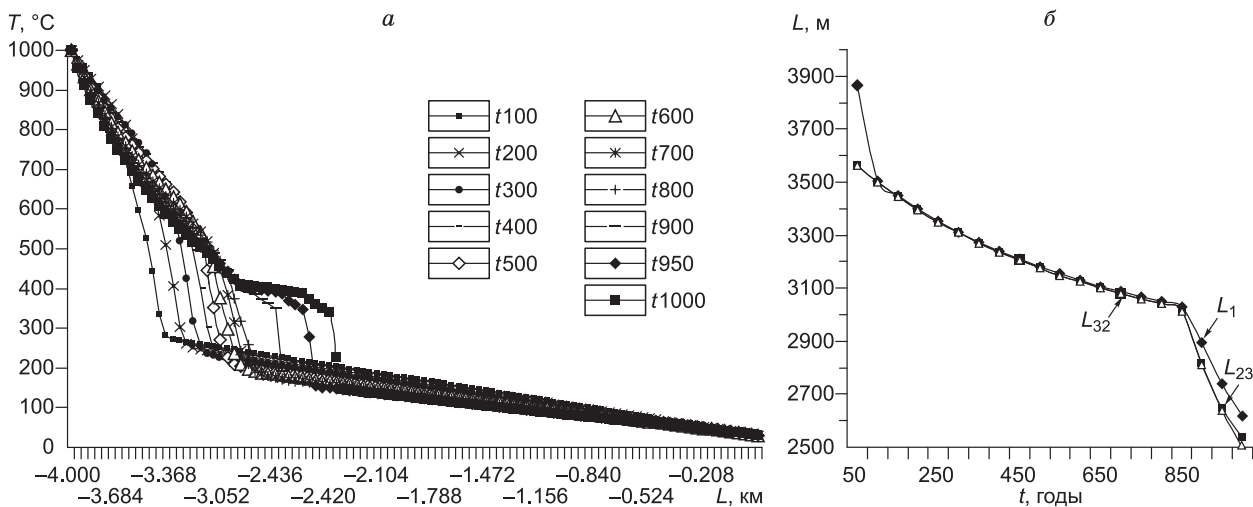 T, °C
а
1000
900
800
700
600
500
400
300
200
100
0
t100
t200
t300
t400
t500
t600
t700
t800
t900
t950
t1000
–4.000 –3.368 –2.436 –2.104 –1.472 –0.840 –0.208
–3.684 –3.052 –2.420 –1.788 –1.156 –0.524 L, км
L, м
б
3900
3700
3500
3300
3100
2900
2700
2500
L32
L1
L23
50 250 450 650 850
t, годы